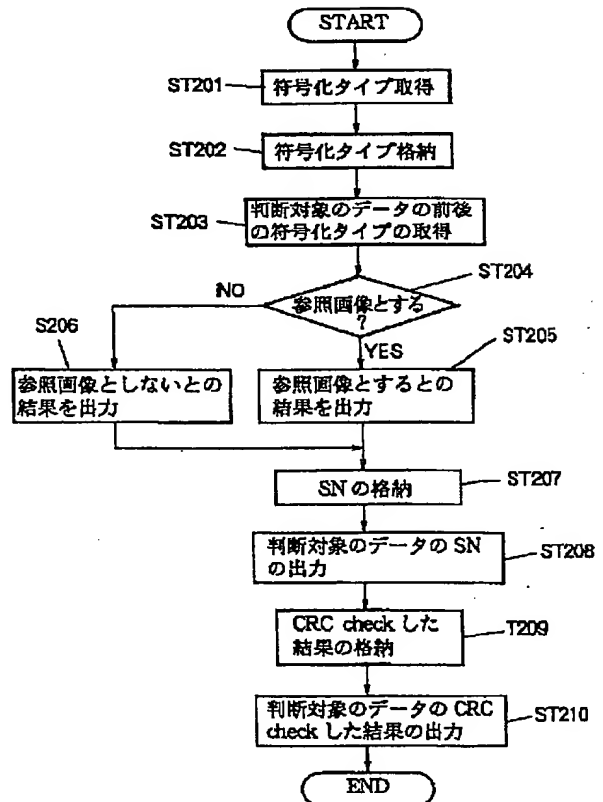 START
ST201
符号化タイプ取得
ST202
符号化タイプ格納
ST203
判断対象のデータの前後
の符号化タイプの取得
ST204
参照画像とする
?
NO
YES
S206
ST205
参照画像としないとの
結果を出力
参照画像とするとの
結果を出力
SNの格納
ST207
判断対象のデータの SN
の出力
ST208
CRC check した
結果の格納
T209
判断対象のデータの CRC
check した結果の出力
ST210
END